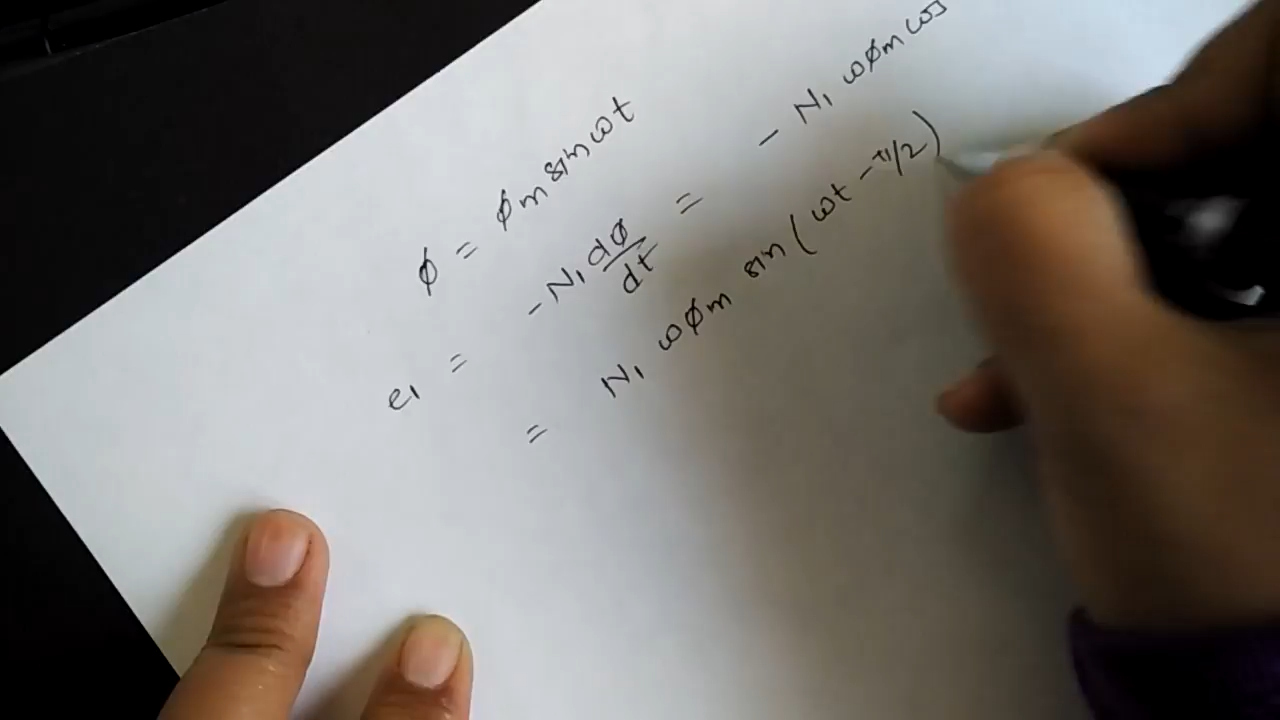 ϕ = ϕm sin ωt
e₁ = - N₁ dϕ/dt = - N₁ ωϕm cos
= N₁ ωϕm sin (ωt - π/2)